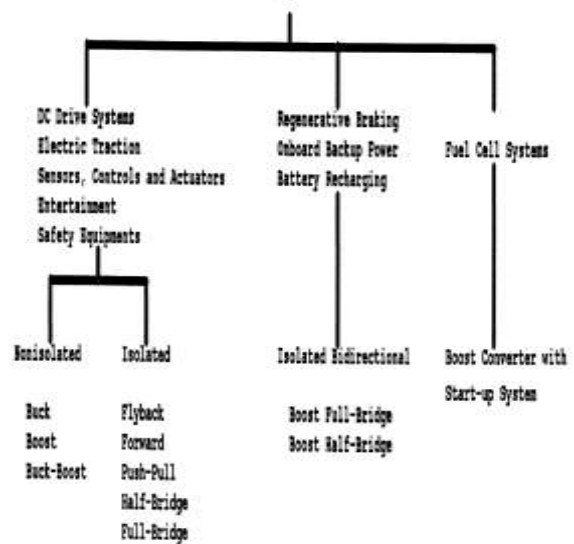 DC Drive Systems
Electric Traction
Sensors, Controls and Actuators
Entertainment
Safety Equipments
Regenerative Braking
Onboard Backup Power
Battery Recharging
Fuel Cell Systems
Nonisolated
Buck
Boost
Buck-Boost
Isolated
Flyback
Forward
Push-Pull
Half-Bridge
Full-Bridge
Isolated Bidirectional
Boost Full-Bridge
Boost Half-Bridge
Boost Converter with
Start-up System